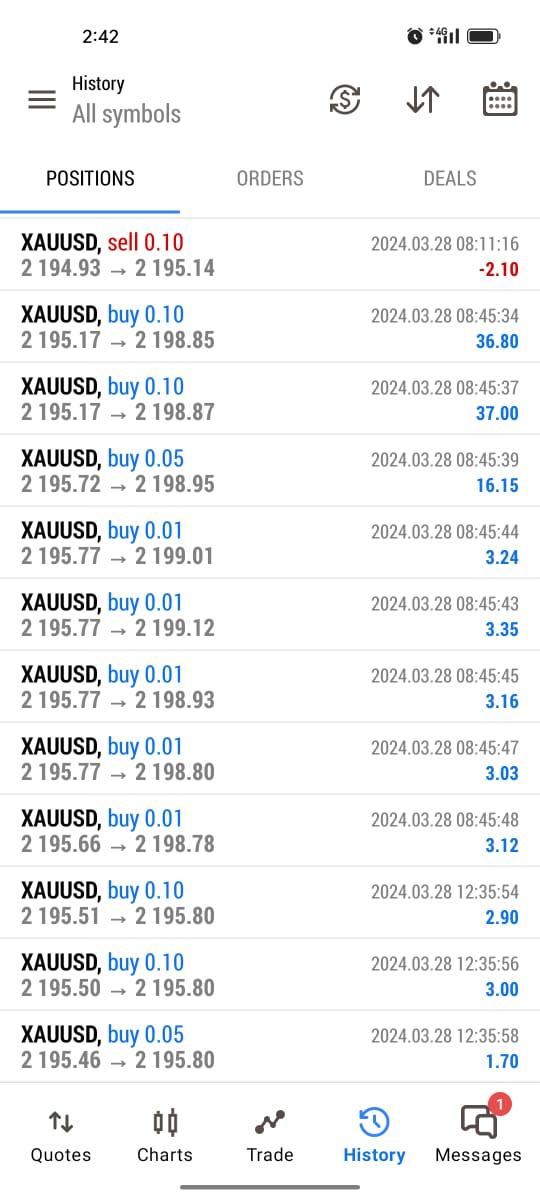 2:42
4G
History
All symbols
POSITIONS ORDERS DEALS
XAUUSD, sell 0.10 2024.03.28 08:11:16
2 194.93 → 2 195.14 -2.10
XAUUSD, buy 0.10 2024.03.28 08:45:34
2 195.17 → 2 198.85 36.80
XAUUSD, buy 0.10 2024.03.28 08:45:37
2 195.17 → 2 198.87 37.00
XAUUSD, buy 0.05 2024.03.28 08:45:39
2 195.72 → 2 198.95 16.15
XAUUSD, buy 0.01 2024.03.28 08:45:44
2 195.77 → 2 199.01 3.24
XAUUSD, buy 0.01 2024.03.28 08:45:43
2 195.77 → 2 199.12 3.35
XAUUSD, buy 0.01 2024.03.28 08:45:45
2 195.77 → 2 198.93 3.16
XAUUSD, buy 0.01 2024.03.28 08:45:47
2 195.77 → 2 198.80 3.03
XAUUSD, buy 0.01 2024.03.28 08:45:48
2 195.66 → 2 198.78 3.12
XAUUSD, buy 0.10 2024.03.28 12:35:54
2 195.51 → 2 195.80 2.90
XAUUSD, buy 0.10 2024.03.28 12:35:56
2 195.50 → 2 195.80 3.00
XAUUSD, buy 0.05 2024.03.28 12:35:58
2 195.46 → 2 195.80 1.70
1
Quotes Charts Trade History Messages